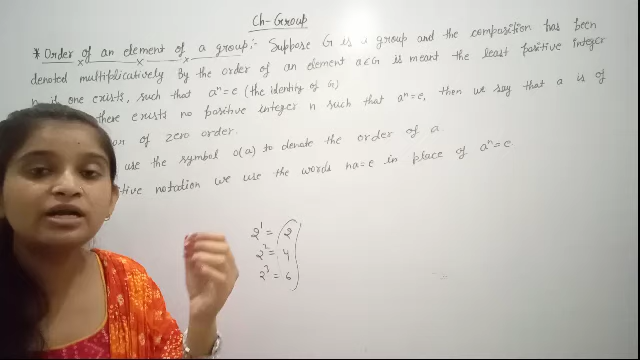 Ch-Group
* Order of an element of a group:- Suppose G is a group and the composition has been
denoted multiplicatively By the order of an element a∈G is meant the least positive integer
n, if one exists, such that aⁿ = e (the identity of G)
there exists no positive integer n such that aⁿ=e, then we say that a is of
of zero order.
use the symbol o(a) to denote the order of a.
notation we use the words na=e in place of aⁿ=e.
2¹ = 2
2² = 4
2³ = 6